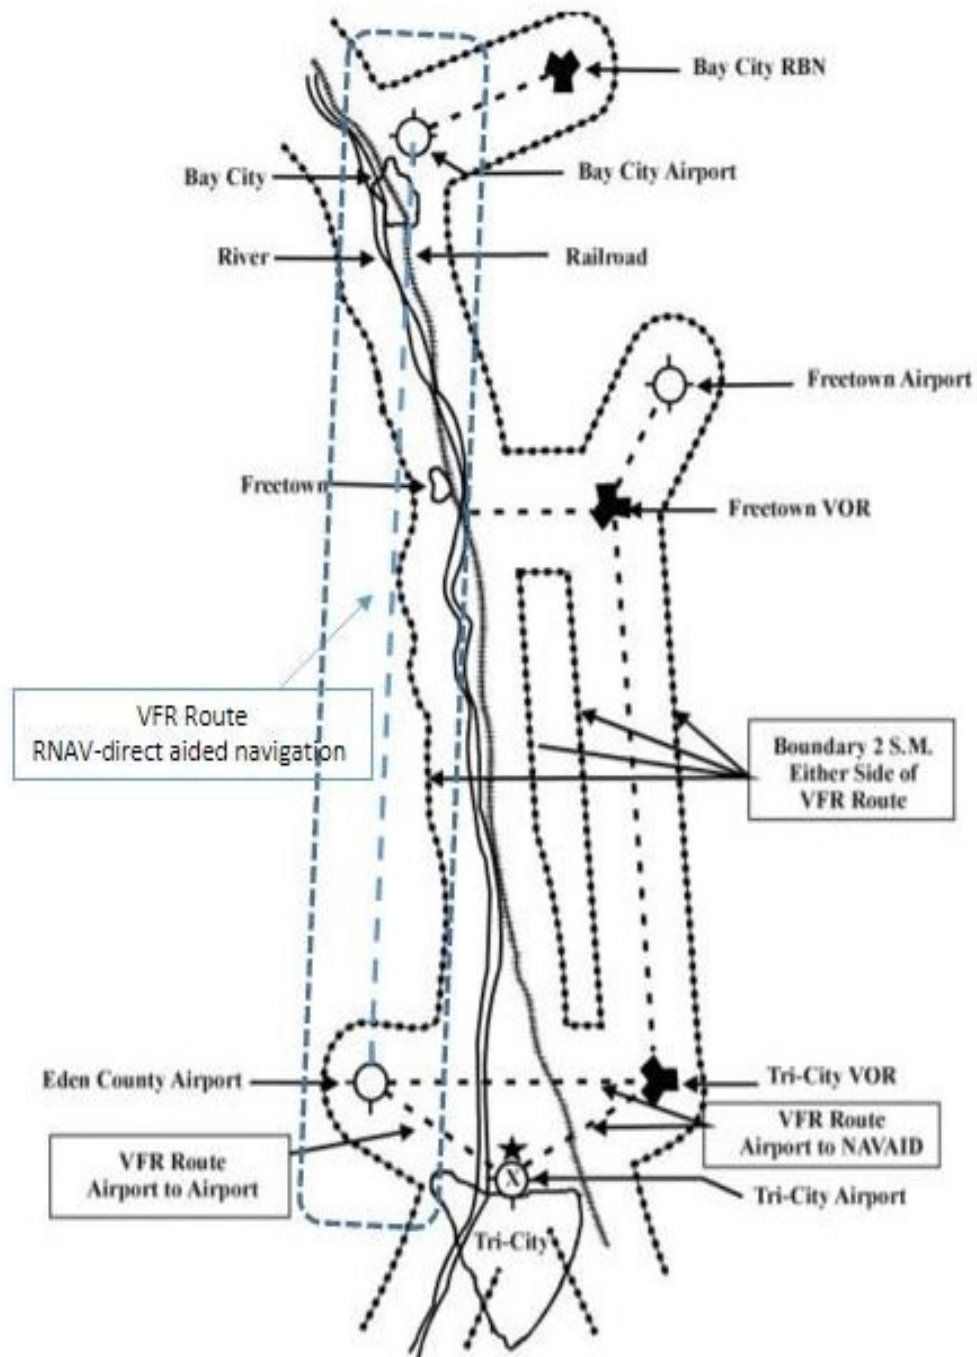 Bay City RBN
Bay City
Bay City Airport
River
Railroad
Freetown Airport
Freetown
Freetown VOR
VFR Route
RNAV-direct aided navigation
Boundary 2 S.M.
Either Side of
VFR Route
Eden County Airport
Tri-City VOR
VFR Route
Airport to NAVAID
VFR Route
Airport to Airport
X
Tri-City Airport
Tri-City